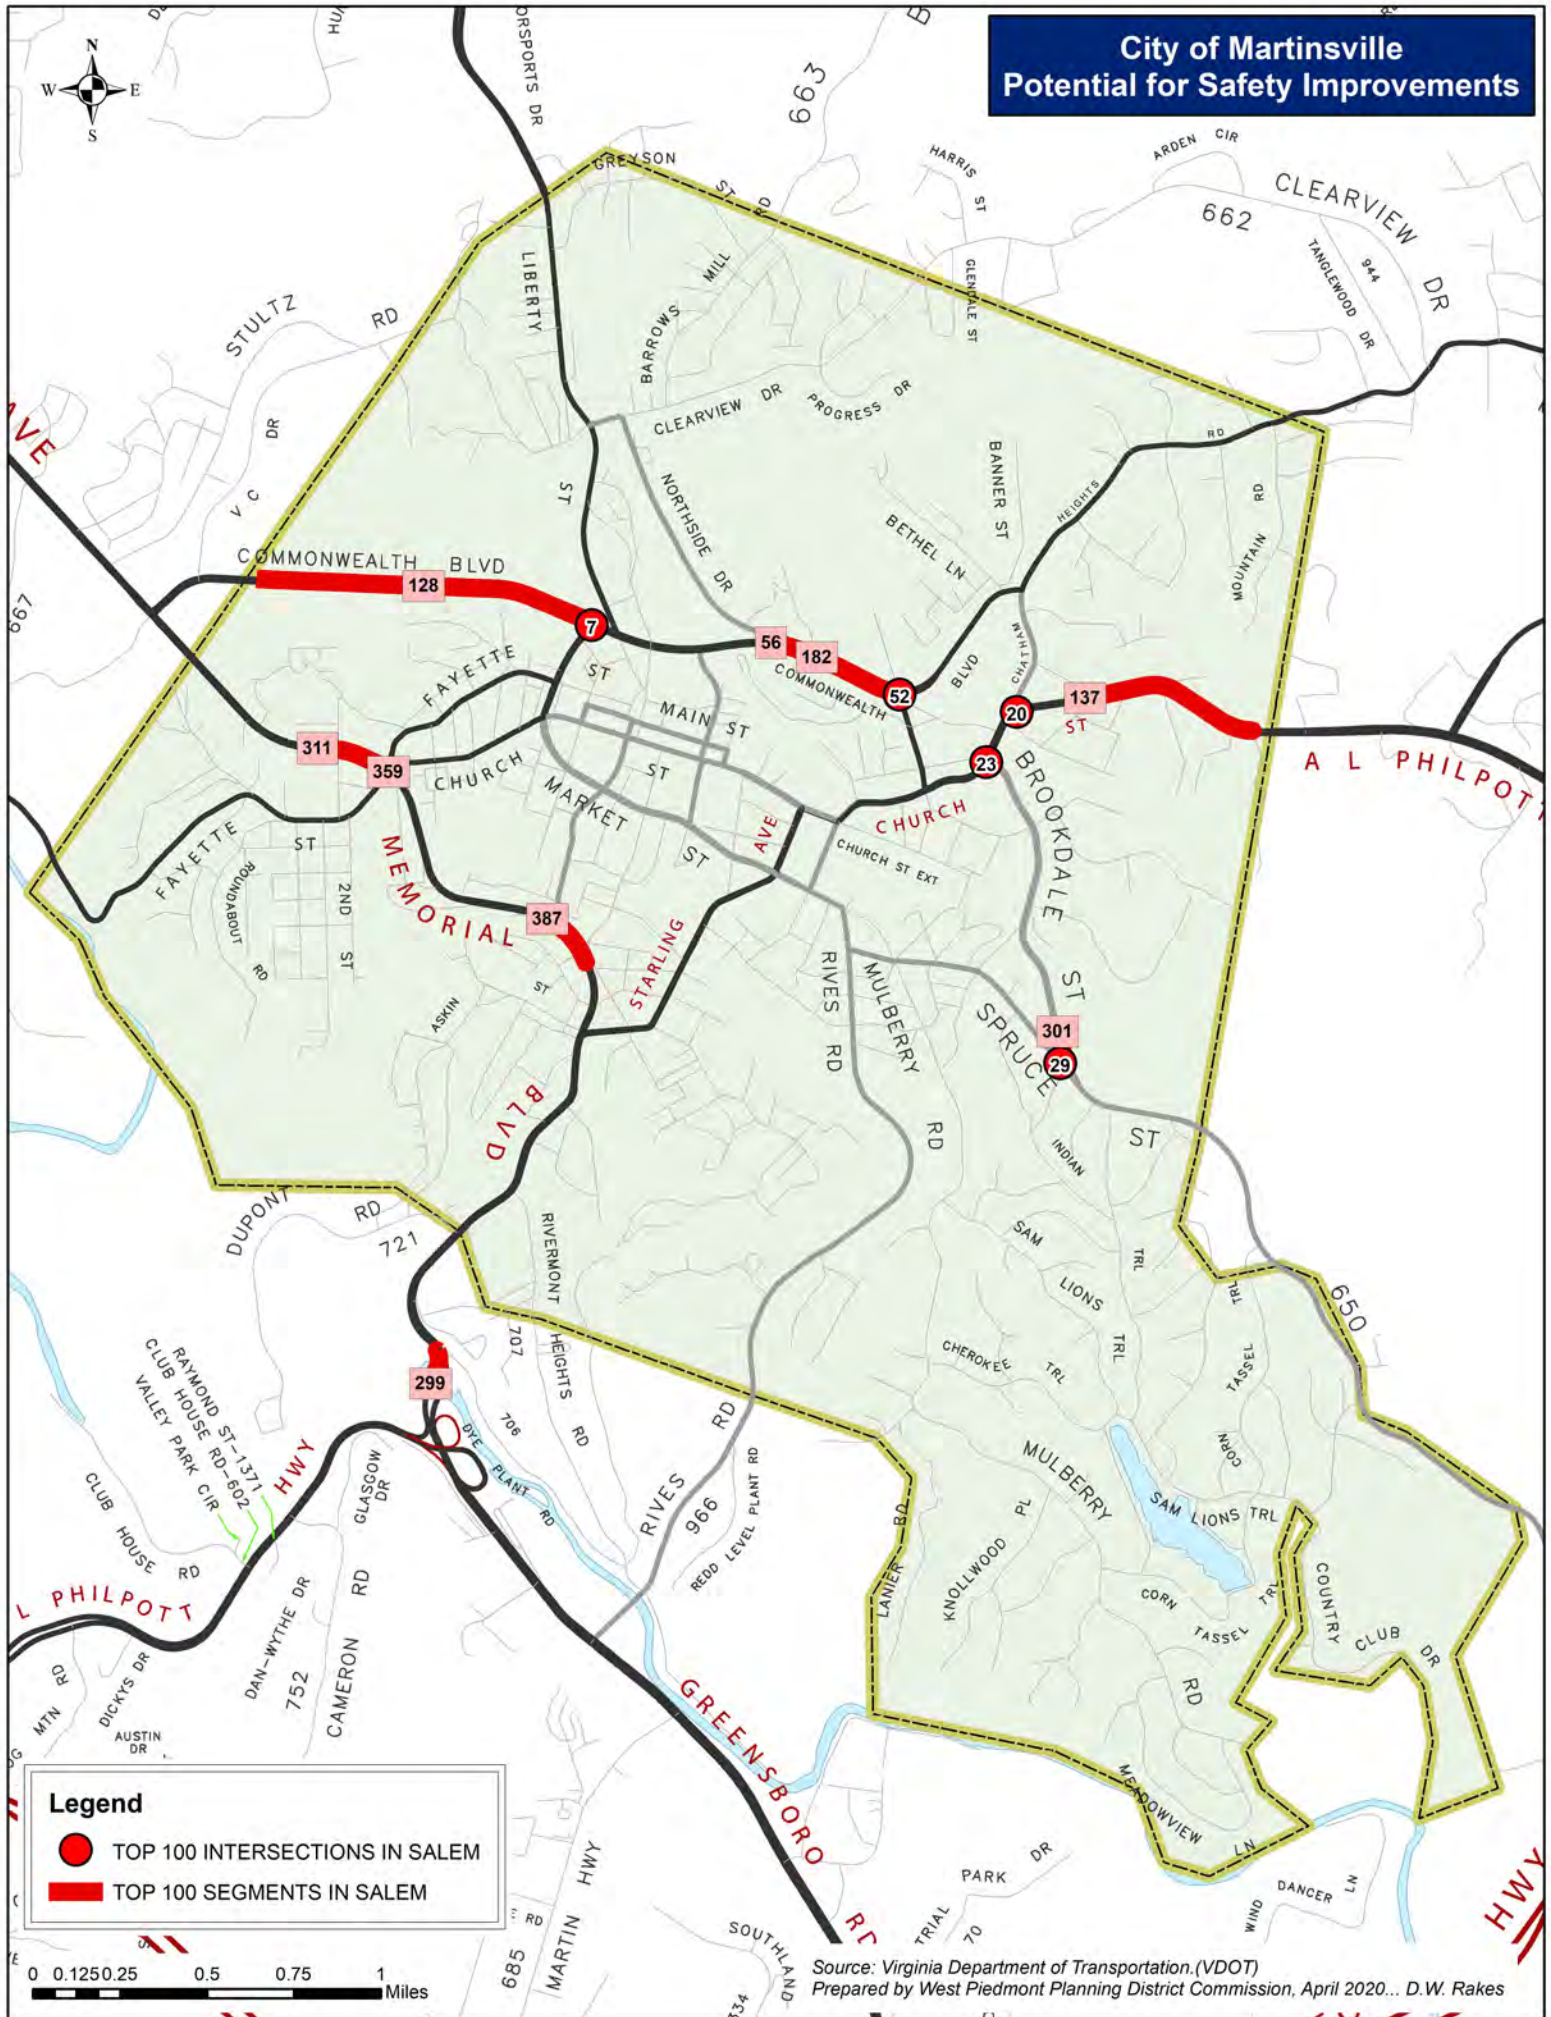 City of Martinsville
Potential for Safety Improvements
N
W E
S
ORSPORTS DR
663
GREYSON
ST
RD
HARRIS ST
ARDEN CIR
CLEARVIEW DR
662
TANGLEWOOD DR
944
GLENDALE ST
LIBERTY
ST
BARROWS MILL
STULTZ RD
CLEARVIEW DR
PROGRESS DR
AVE
V C DR
NORTHSIDE DR
BANNER ST
BETHEL LN
HEIGHTS
RD
MOUNTAIN RD
667
COMMONWEALTH BLVD
128
7
56
182
COMMONWEALTH
BLVD
52
CHATHAM
20
137
ST
23
A L PHILPOTT
FAYETTE
ST
MAIN ST
311
359
CHURCH
ST
MARKET
ST
AVE
CHURCH
CHURCH ST EXT
BROOKDALE
ST
FAYETTE
ST
ROUNDABOUT RD
2ND ST
MEMORIAL
387
STARLING
ASKIN
ST
RIVES RD
MULBERRY
RD
SPRUCE
301
29
ST
BLVD
INDIAN
TRL
DUPONT RD
721
RIVERMONT HEIGHTS RD
707
SAM
LIONS
TRL
TRL
TASSEL
CORN
650
CHEROKEE TRL
299
706
DYE PLANT RD
RAYMOND ST-1371
CLUB HOUSE RD-602
VALLEY PARK CIR
HWY
GLASGOW DR
CLUB HOUSE RD
RIVES RD
966
REDD LEVEL PLANT RD
LANIER RD
KNOLLWOOD PL
MULBERRY
RD
SAM LIONS TRL
CORN
TASSEL
TRL
COUNTRY
CLUB
DR
L PHILPOTT
MTN RD
DICKYS DR
AUSTIN
DR
DAN-WYTHE DR
752
CAMERON RD
GREENSBORO
RD
MEADOWVIEW
LN
PARK DR
TRIAL
70
WIND
DANCER LN
HWY
SOUTHLAND
334
685
MARTIN HWY
RD
Legend
TOP 100 INTERSECTIONS IN SALEM
TOP 100 SEGMENTS IN SALEM
0 0.125 0.25 0.5 0.75 1
Miles
Source: Virginia Department of Transportation.(VDOT)
Prepared by West Piedmont Planning District Commission, April 2020... D.W. Rakes